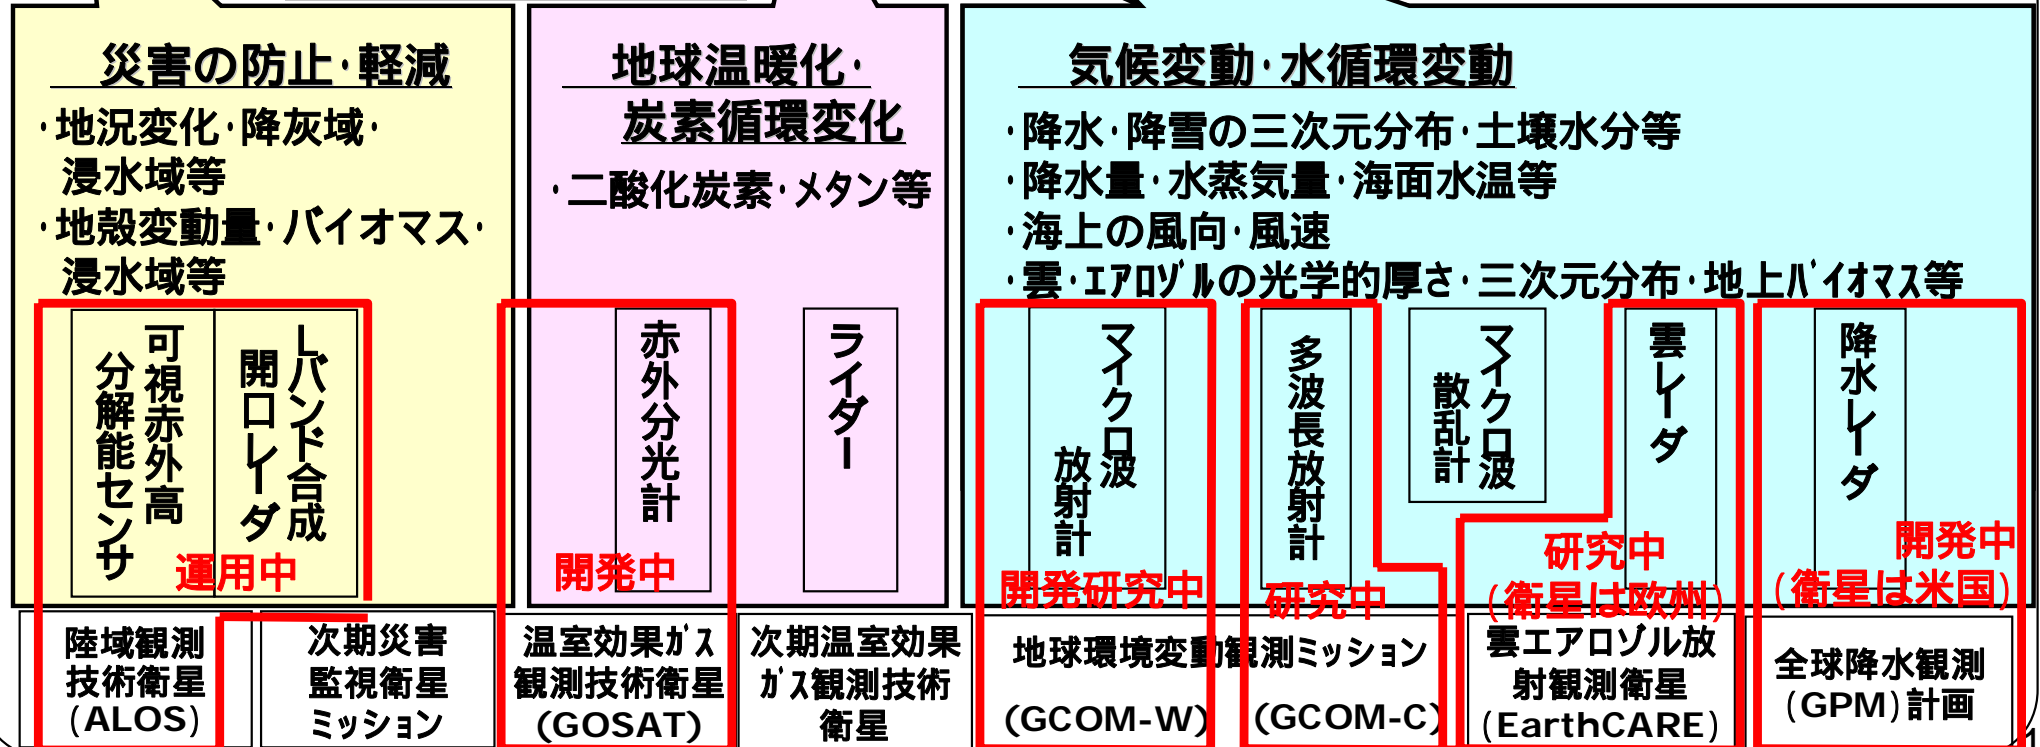 災害の防止･軽減
･地況変化･降灰域･
浸水域等
･地殻変動量･バイオマス･
浸水域等
可視赤外高
分解能センサ
Lバンド合成
開口レーダ
運用中
陸域観測
技術衛星
(ALOS)
次期災害
監視衛星
ミッション
地球温暖化･
炭素循環変化
･二酸化炭素･メタン等
赤外分光計
ライダー
開発中
温室効果ｶﾞｽ
観測技術衛星
(GOSAT)
次期温室効果
ｶﾞｽ観測技術
衛星
気候変動･水循環変動
･降水･降雪の三次元分布･土壌水分等
･降水量･水蒸気量･海面水温等
･海上の風向･風速
･雲･ｴｱﾛｿﾞﾙの光学的厚さ･三次元分布･地上ﾊﾞｲｵﾏｽ等
マイクロ波
放射計
開発研究中
多波長放射計
研究中
マイクロ波
散乱計
雲レーダ
研究中
(衛星は欧州)
降水レーダ
開発中
(衛星は米国)
地球環境変動観測ミッション
(GCOM-W)
(GCOM-C)
雲エアロゾル放
射観測衛星
(EarthCARE)
全球降水観測
(GPM)計画